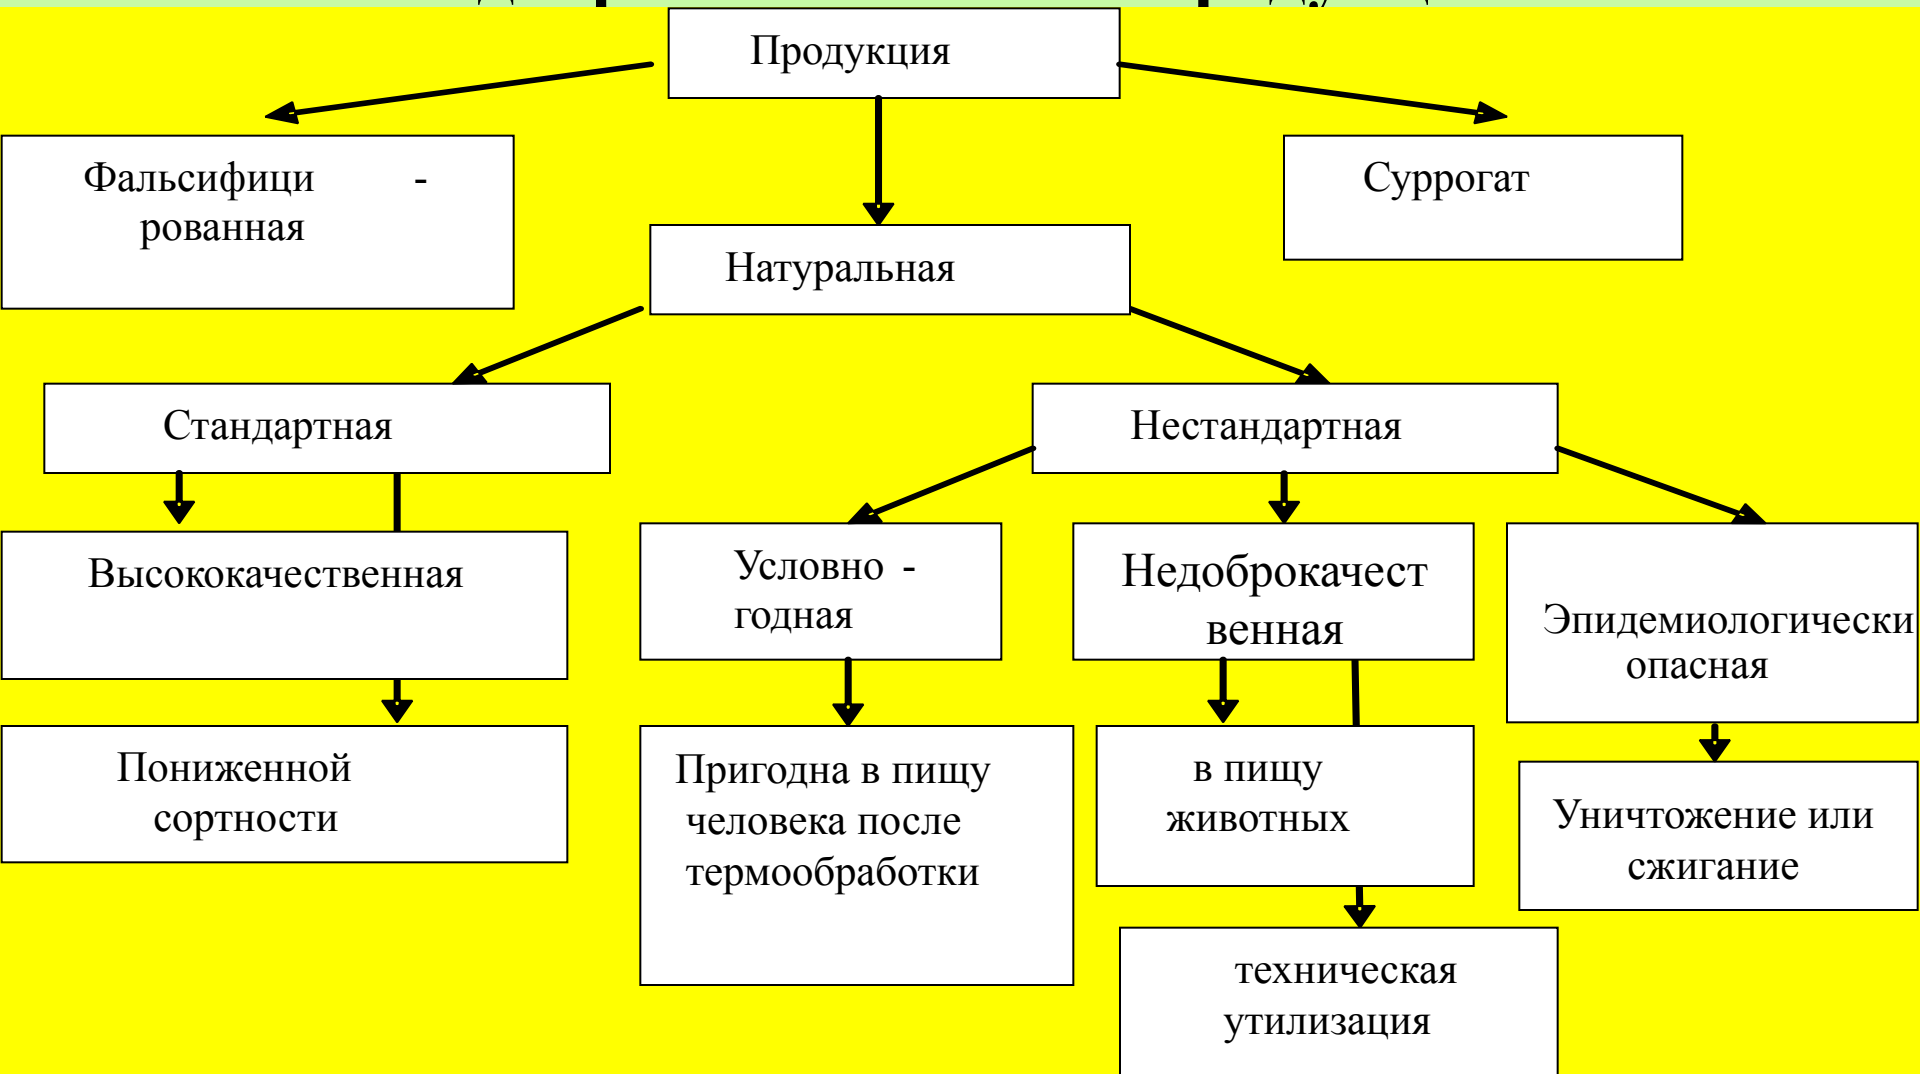 Продукция
Фальсифици -
рованная
Суррогат
Натуральная
Стандартная
Нестандартная
Высококачественная
Условно -
годная
Недоброкачест
венная
Эпидемиологически
опасная
Пониженной
сортности
Пригодна в пищу
человека после
термообработки
в пищу
животных
Уничтожение или
сжигание
техническая
утилизация